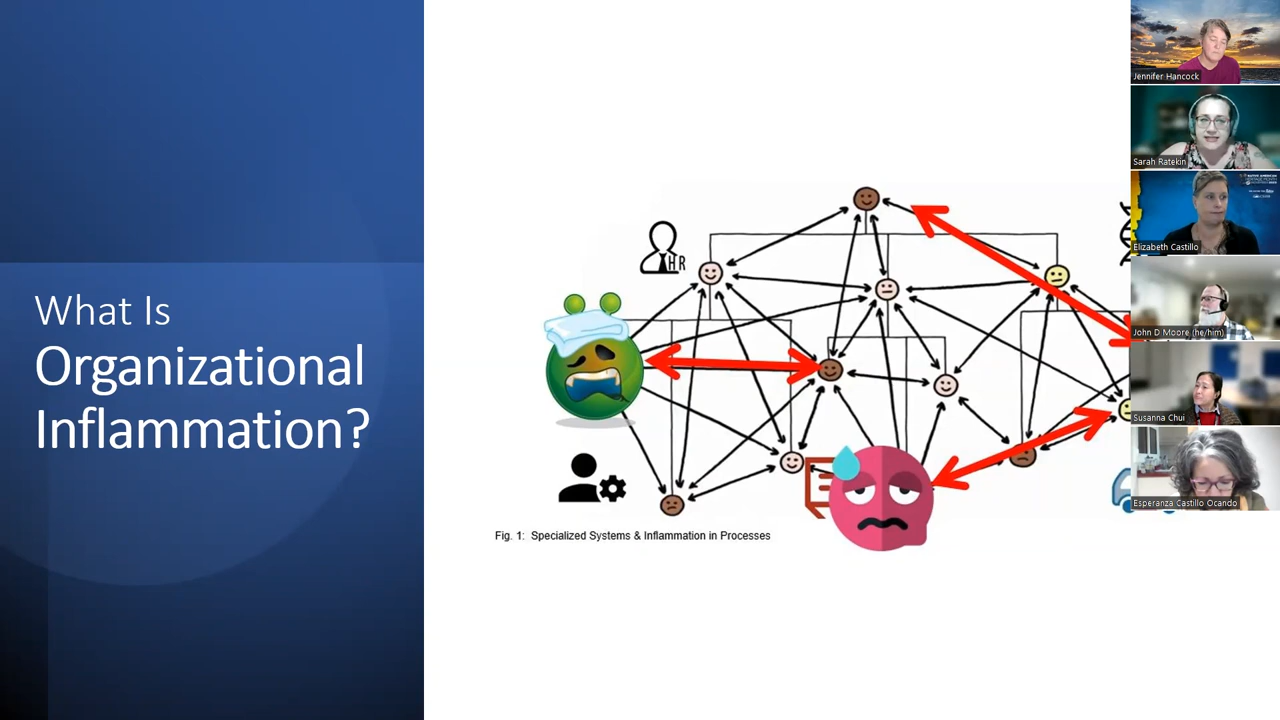 What Is
Organizational
Inflammation?
HR
Fig. 1:  Specialized Systems & Inflammation in Processes
Jennifer Hancock
Sarah Ratekin
Elizabeth Castillo
John D Moore (he/him)
Susanna Chui
Esperanza Castillo Ocando